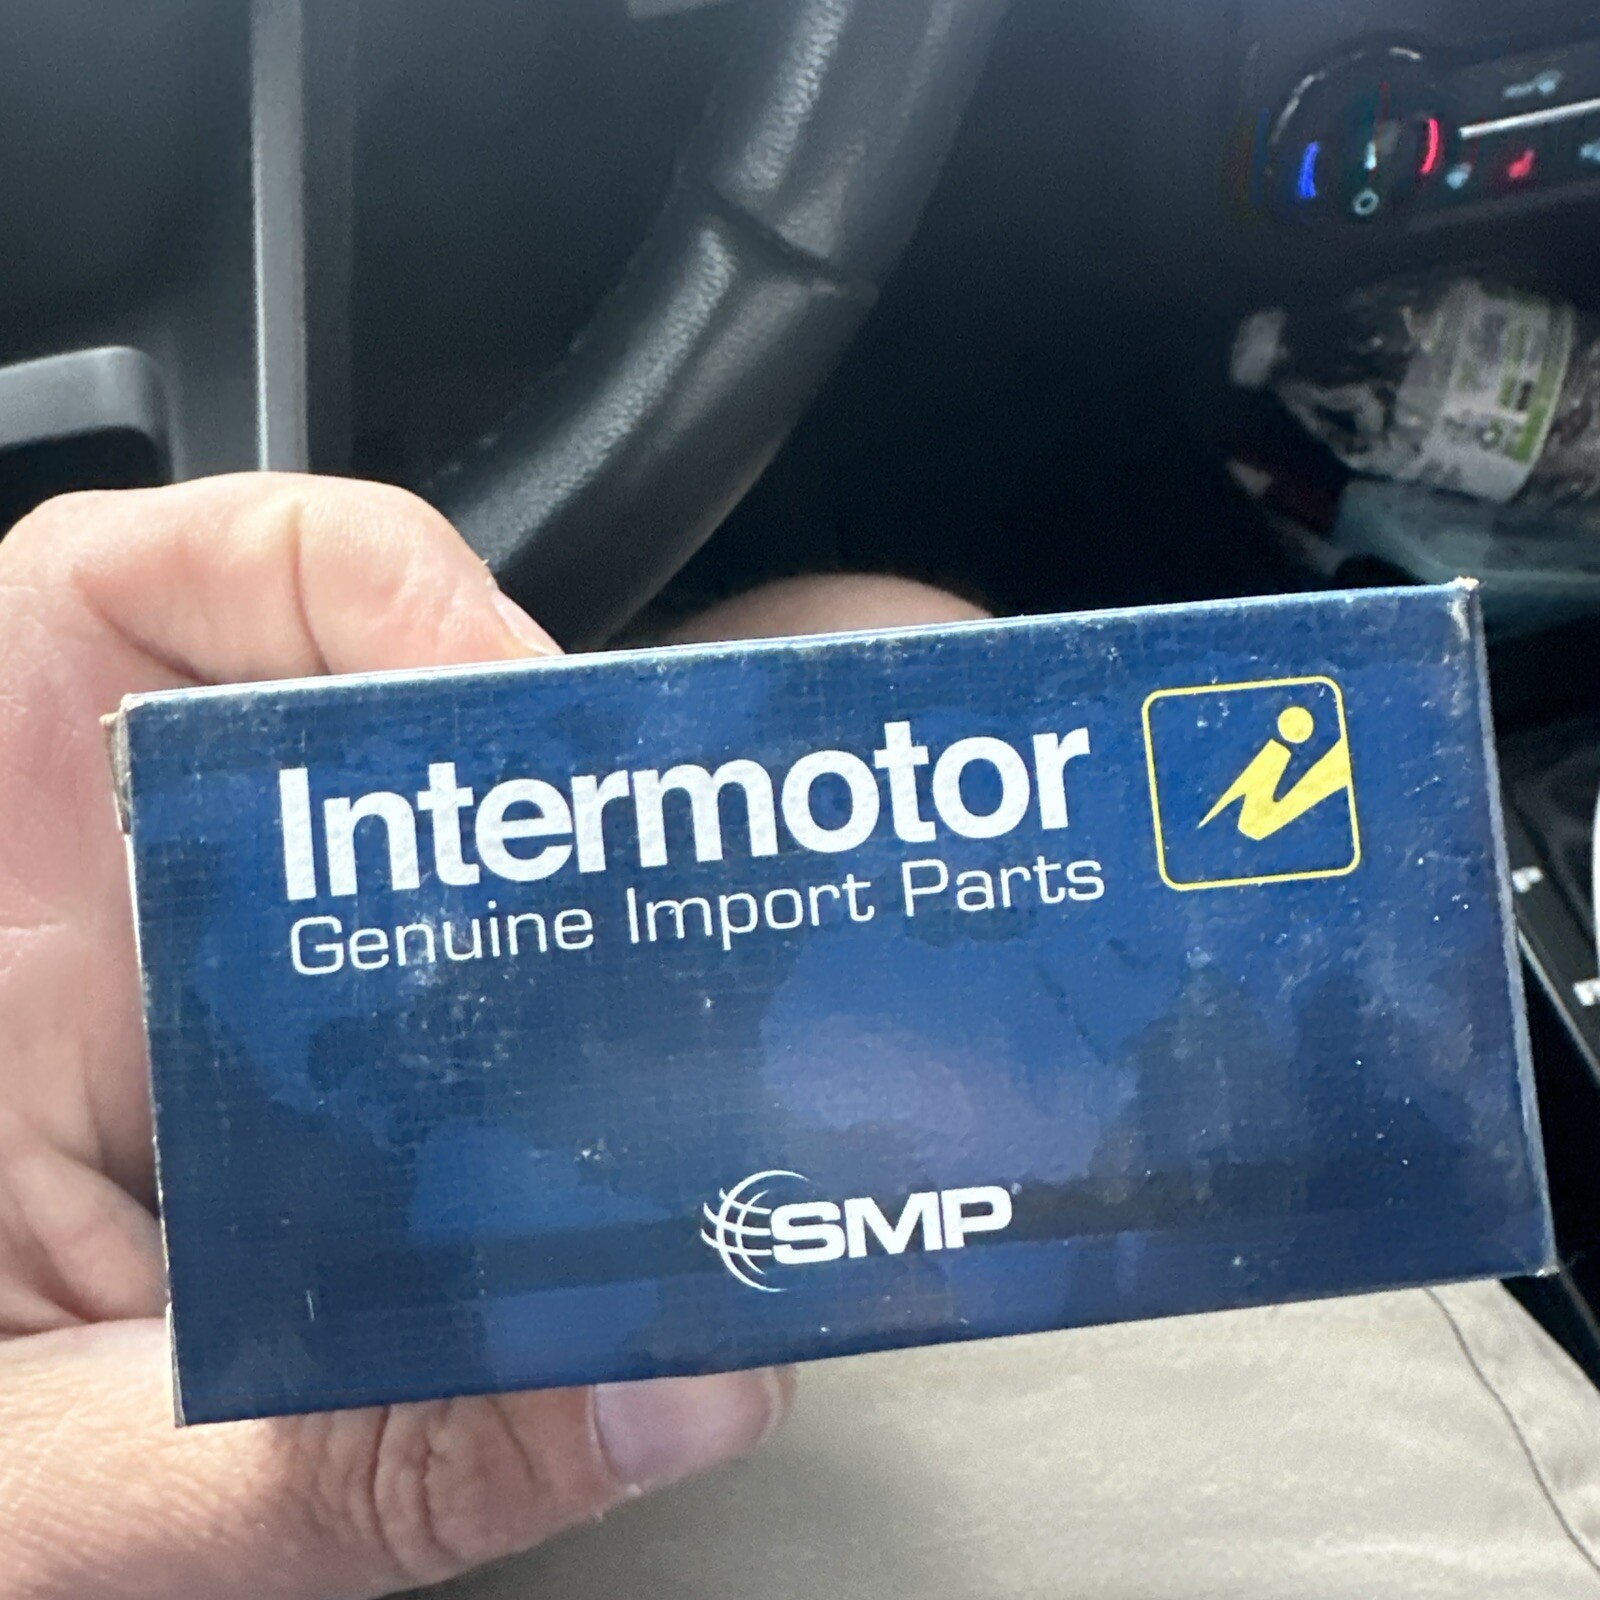 Intermotor
Genuine Import Parts
SMP